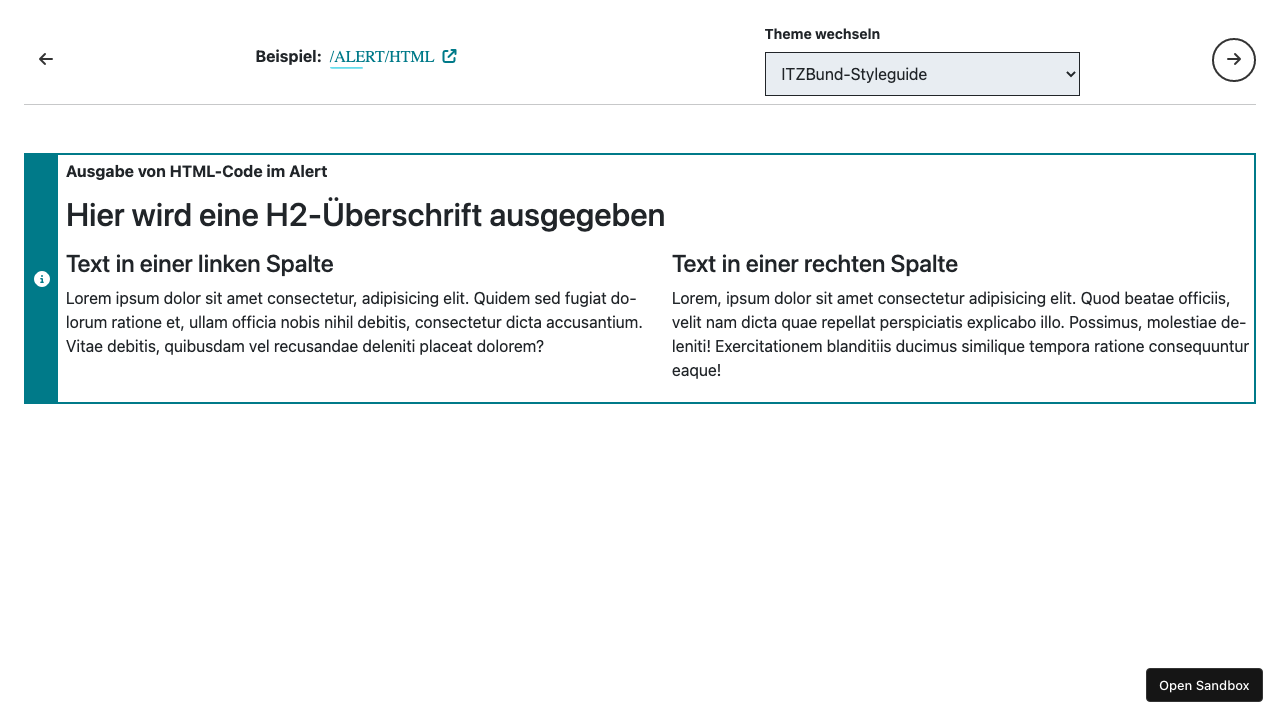 Beispiel: /ALERT/HTML
Theme wechseln
ITZBund-Styleguide
Ausgabe von HTML-Code im Alert
Hier wird eine H2-Überschrift ausgegeben
Text in einer linken Spalte
Lorem ipsum dolor sit amet consectetur, adipisicing elit. Quidem sed fugiat do-
lorum ratione et, ullam officia nobis nihil debitis, consectetur dicta accusantium.
Vitae debitis, quibusdam vel recusandae deleniti placeat dolorem?
Text in einer rechten Spalte
Lorem, ipsum dolor sit amet consectetur adipisicing elit. Quod beatae officiis,
velit nam dicta quae repellat perspiciatis explicabo illo. Possimus, molestiae de-
leniti! Exercitationem blanditiis ducimus similique tempora ratione consequuntur
eaque!
Open Sandbox